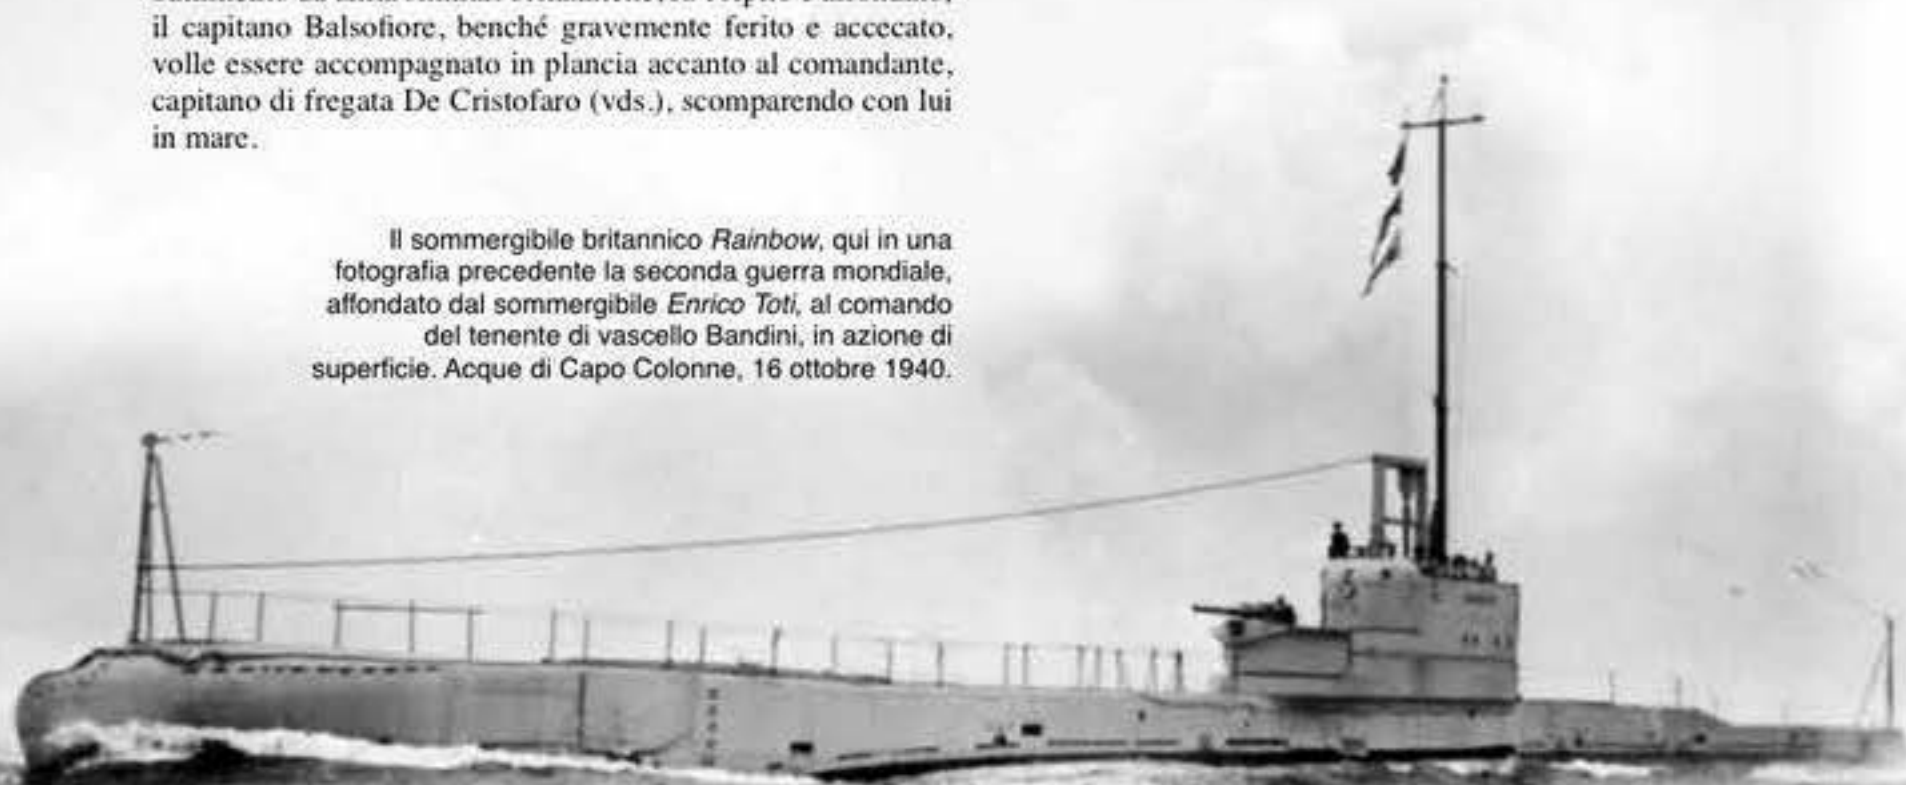 il capitano Balsofiore, benché gravemente ferito e accecato,
volle essere accompagnato in plancia accanto al comandante,
capitano di fregata De Cristofaro (vds.), scomparendo con lui
in mare.
Il sommergibile britannico Rainbow, qui in una
fotografia precedente la seconda guerra mondiale,
affondato dal sommergibile Enrico Toti, al comando
del tenente di vascello Bandini, in azione di
superficie. Acque di Capo Colonne, 16 ottobre 1940.